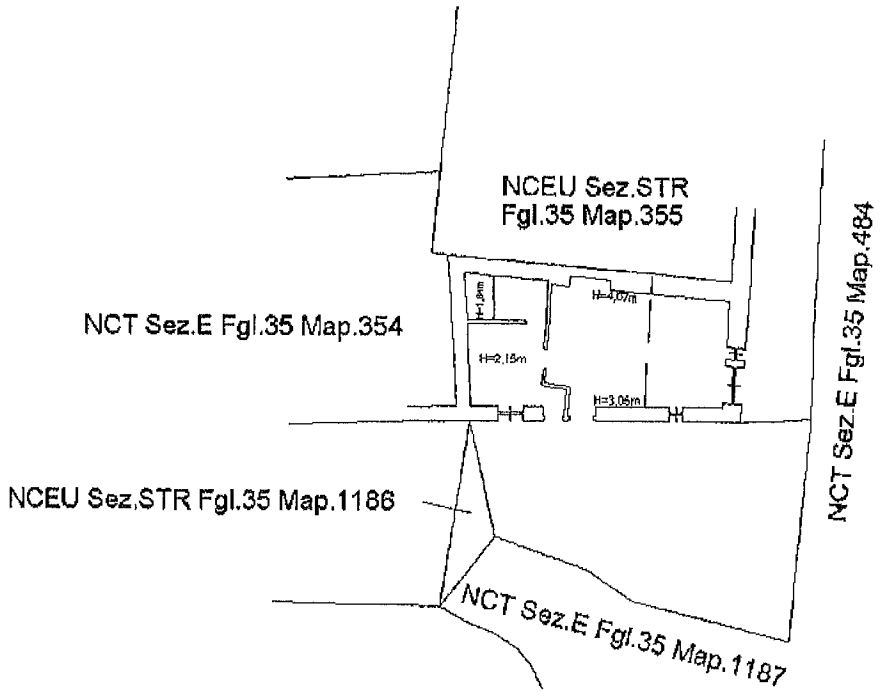 NCEU Sez.STR
Fgl.35 Map.355
NCT Sez.E Fgl.35 Map.484
H=1,84m
H=4,07m
NCT Sez.E Fgl.35 Map.354
H=2,15m
H=3,06m
NCEU Sez.STR Fgl.35 Map.1186
NCT Sez.E Fgl.35 Map.1187